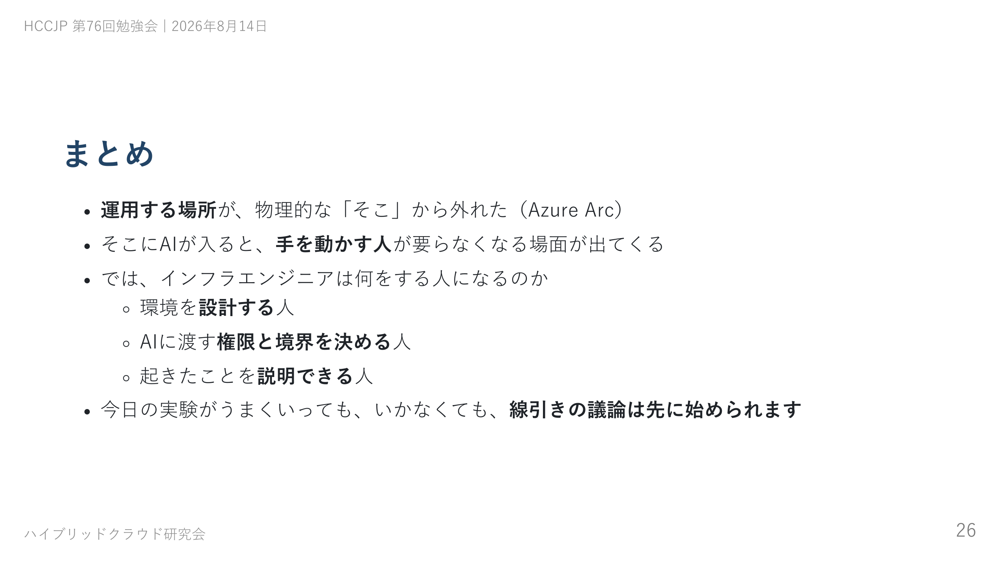 HCCJP 第76回勉強会 | 2026年8月14日
まとめ
• 運用する場所が、物理的な「そこ」から外れた（Azure Arc）
• そこにAIが入ると、手を動かす人が要らなくなる場面が出てくる
• では、インフラエンジニアは何をする人になるのか
◦ 環境を設計する人
◦ AIに渡す権限と境界を決める人
◦ 起きたことを説明できる人
• 今日の実験がうまくいっても、いかなくても、線引きの議論は先に始められます
ハイブリッドクラウド研究会
26